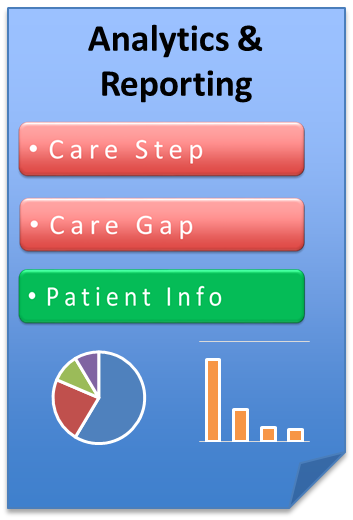 Analytics &
Reporting
• Care Step
• Care Gap
• Patient Info